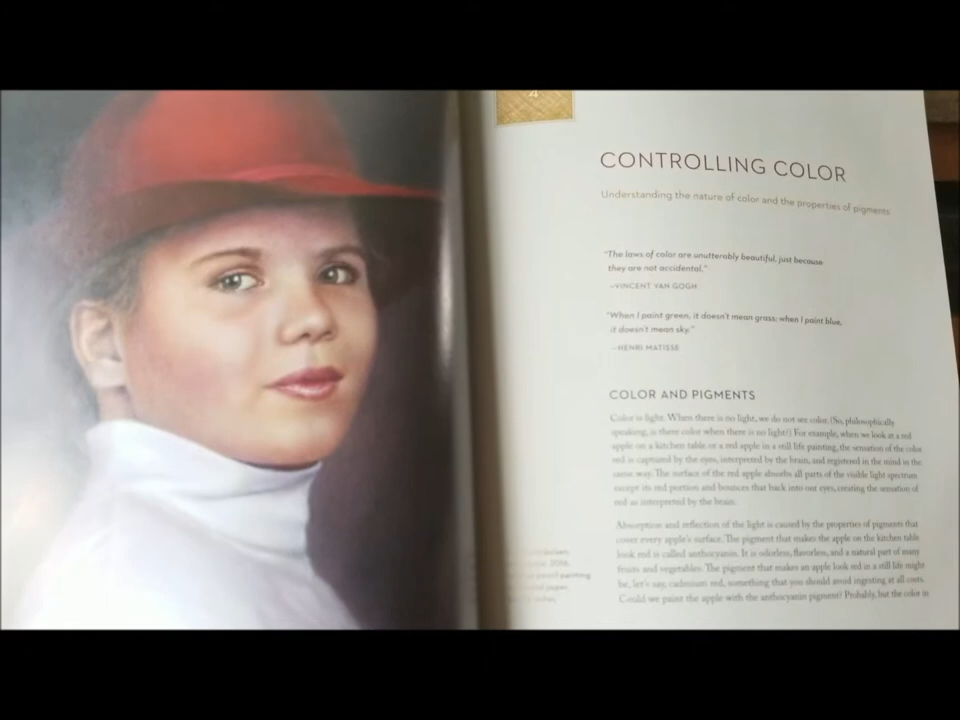 4
CONTROLLING COLOR
Understanding the nature of color and the properties of pigments
"The laws of color are unutterably beautiful, just because
they are not accidental."
—VINCENT VAN GOGH
"When I paint green, it doesn't mean grass; when I paint blue,
it doesn't mean sky."
—HENRI MATISSE
COLOR AND PIGMENTS
Color is light. When there is no light, we do not see color. (So, philosophically
speaking, is there color when there is no light?) For example, when we look at a red
apple on a kitchen table or a red apple in a still life painting, the sensation of the color
red is captured by the eyes, interpreted by the brain, and registered in the mind in the
same way. The surface of the red apple absorbs all parts of the visible light spectrum
except its red portion and bounces that back into our eyes, creating the sensation of
red as interpreted by the brain.
Absorption and reflection of the light is caused by the properties of pigments that
cover every apple's surface. The pigment that makes the apple on the kitchen table
look red is called anthocyanin. It is odorless, flavorless, and a natural part of many
fruits and vegetables. The pigment that makes an apple look red in a still life might
be, let's say, cadmium red, something that you should avoid ingesting at all costs.
Could we paint the apple with the anthocyanin pigment? Probably, but the color in
2016,
pencil painting
paper,